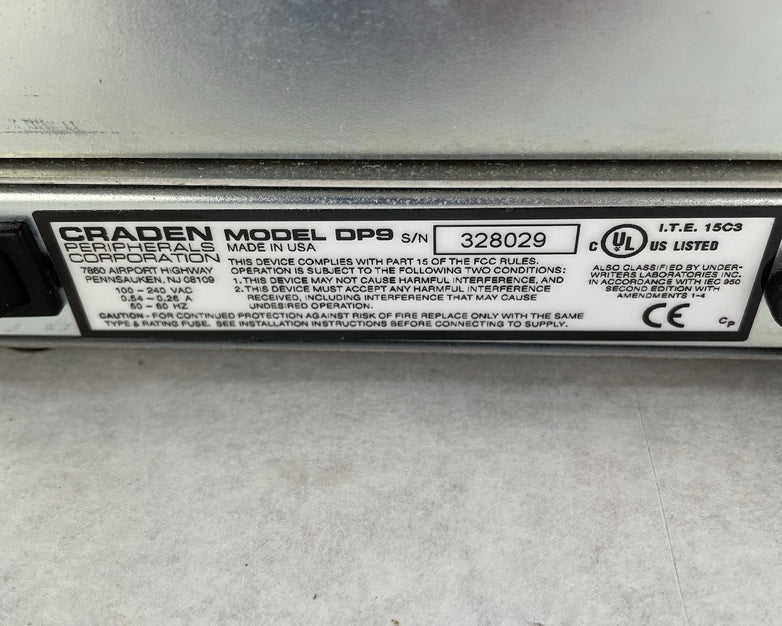 CRADEN
PERIPHERALS
CORPORATION
7860 AIRPORT HIGHWAY
PENNSAUKEN, NJ 08109
100 - 240 VAC
0.54 - 0.26 A
50 - 60 HZ
MODEL DP9 S/N 328029
MADE IN USA
THIS DEVICE COMPLIES WITH PART 15 OF THE FCC RULES.
OPERATION IS SUBJECT TO THE FOLLOWING TWO CONDITIONS:
1. THIS DEVICE MAY NOT CAUSE HARMFUL INTERFERENCE, AND
2. THIS DEVICE MUST ACCEPT ANY HARMFUL INTERFERENCE
RECEIVED, INCLUDING INTERFERENCE THAT MAY CAUSE
UNDESIRED OPERATION.
CAUTION - FOR CONTINUED PROTECTION AGAINST RISK OF FIRE REPLACE ONLY WITH THE SAME
TYPE & RATING FUSE. SEE INSTALLATION INSTRUCTIONS BEFORE CONNECTING TO SUPPLY.
I.T.E. 15C3
C UL US LISTED
ALSO CLASSIFIED BY UNDER-
WRITERS LABORATORIES INC.
IN ACCORDANCE WITH IEC 950
SECOND EDITION WITH
AMENDMENTS 1-4
CE
CP